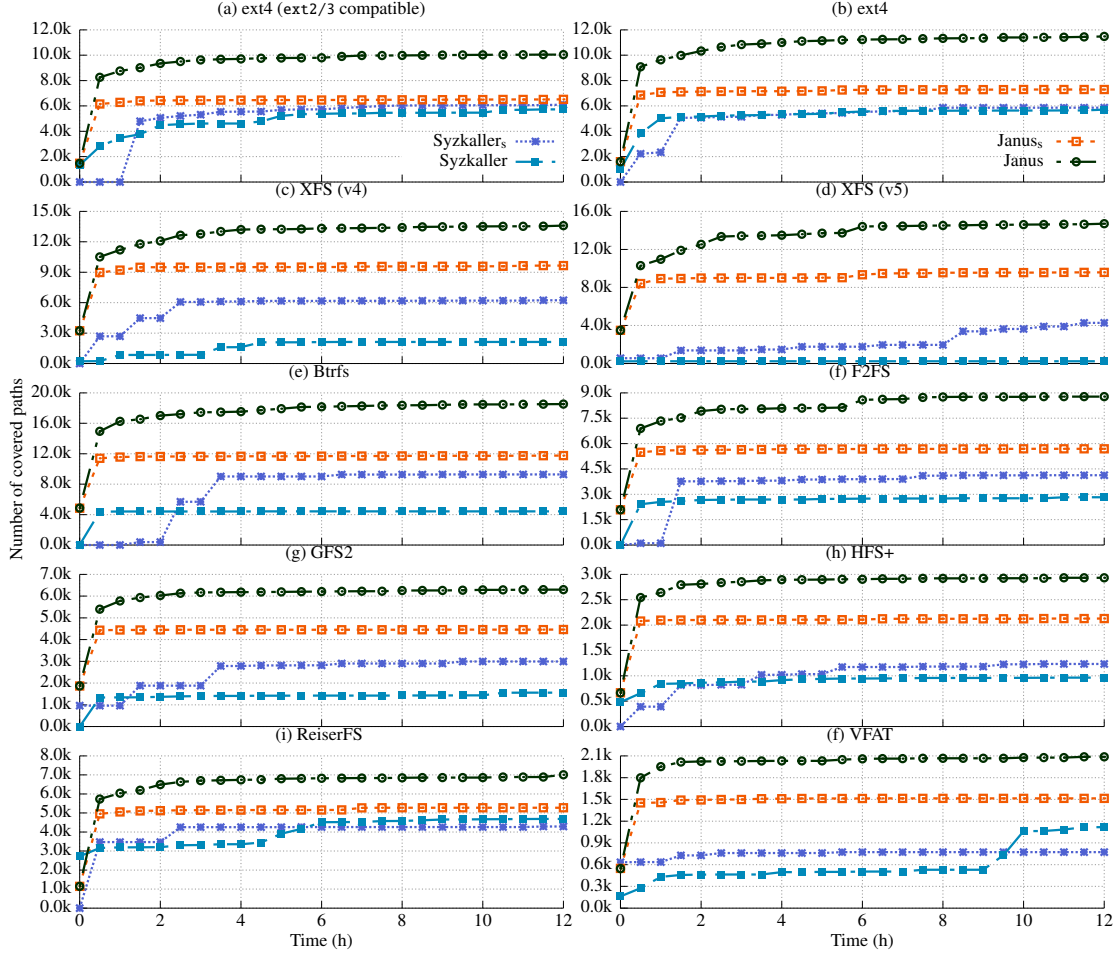 (a) ext4 (ext2/3 compatible)
12.0k
10.0k
8.0k
6.0k
4.0k
2.0k
0.0k
Syzkallers
Syzkaller
(b) ext4
12.0k
10.0k
8.0k
6.0k
4.0k
2.0k
0.0k
Januss
Janus
(c) XFS (v4)
15.0k
12.0k
9.0k
6.0k
3.0k
0.0k
(d) XFS (v5)
16.0k
12.0k
8.0k
4.0k
0.0k
Number of covered paths
(e) Btrfs
20.0k
16.0k
12.0k
8.0k
4.0k
0.0k
(f) F2FS
9.0k
7.5k
6.0k
4.5k
3.0k
1.5k
0.0k
(g) GFS2
7.0k
6.0k
5.0k
4.0k
3.0k
2.0k
1.0k
0.0k
(h) HFS+
3.0k
2.5k
2.0k
1.5k
1.0k
0.5k
0.0k
(i) ReiserFS
8.0k
7.0k
6.0k
5.0k
4.0k
3.0k
2.0k
1.0k
0.0k
0 2 4 6 8 10 12
Time (h)
(f) VFAT
2.1k
1.8k
1.5k
1.2k
0.9k
0.6k
0.3k
0.0k
0 2 4 6 8 10 12
Time (h)